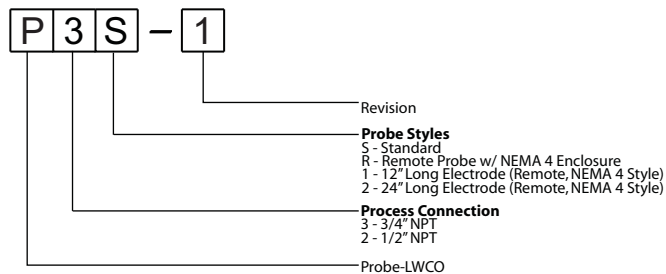 P 3 S - 1
Revision
Probe Styles
S - Standard
R - Remote Probe w/ NEMA 4 Enclosure
1 - 12” Long Electrode (Remote, NEMA 4 Style)
2 - 24” Long Electrode (Remote, NEMA 4 Style)
Process Connection
3 - 3/4” NPT
2 - 1/2” NPT
Probe-LWCO